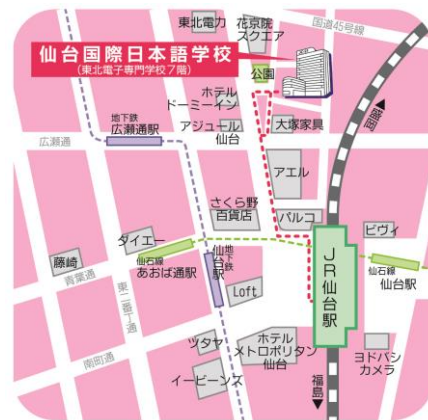 東北電力
花京院
スクエア
国道45号線
仙台国際日本語学校
(東北電子専門学校7階)
公園
ホテル
ドーミーイン
地下鉄
広瀬通駅
アジュール
仙台
大塚家具
▲盛岡
広瀬通
アエル
さくら野
百貨店
パルコ
ビヴィ
ダイエー
藤崎
仙石線
あおば通駅
地下鉄
仙台駅
JR仙台駅
仙石線
仙台駅
青葉通
東二番丁通
Loft
ツタヤ
ホテル
メトロポリタン
仙台
ヨドバシ
カメラ
南町通
イービーンズ
福島▼